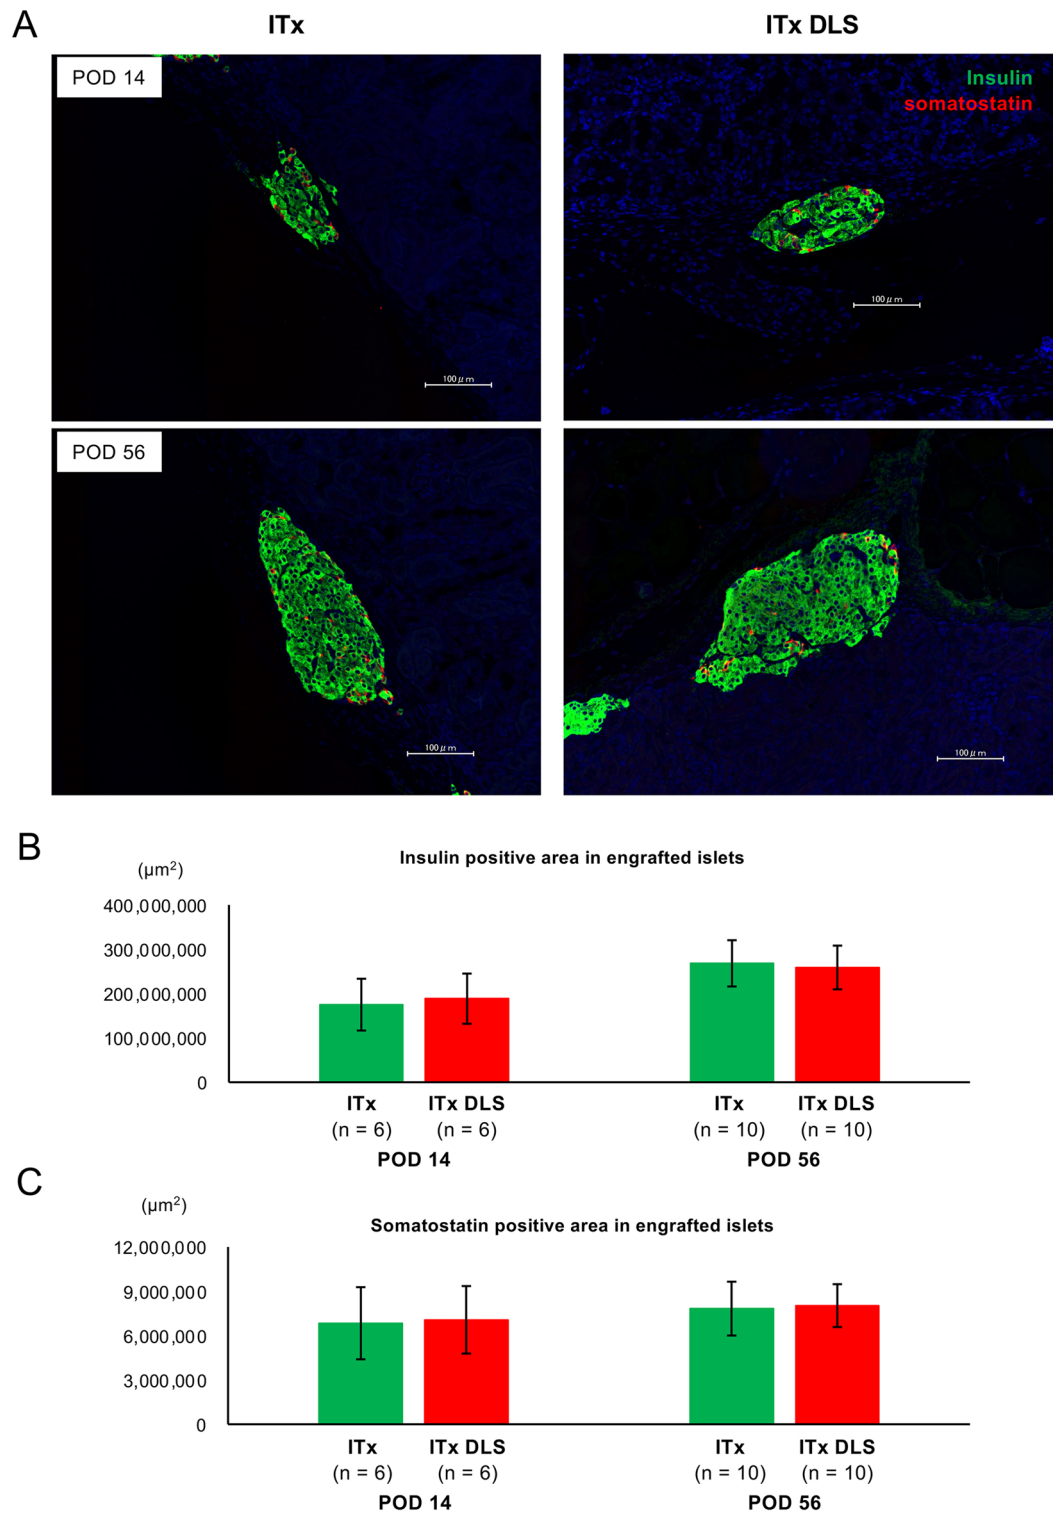 A
ITx
ITx DLS
POD 14
Insulin
somatostatin
100 μm
100 μm
POD 56
100 μm
100 μm
B
Insulin positive area in engrafted islets
(μm²)
400,000,000
300,000,000
200,000,000
100,000,000
0
ITx ITx DLS ITx ITx DLS
(n = 6) (n = 6) (n = 10) (n = 10)
POD 14 POD 56
C
(μm²)
Somatostatin positive area in engrafted islets
12,000,000
9,000,000
6,000,000
3,000,000
0
ITx ITx DLS ITx ITx DLS
(n = 6) (n = 6) (n = 10) (n = 10)
POD 14 POD 56